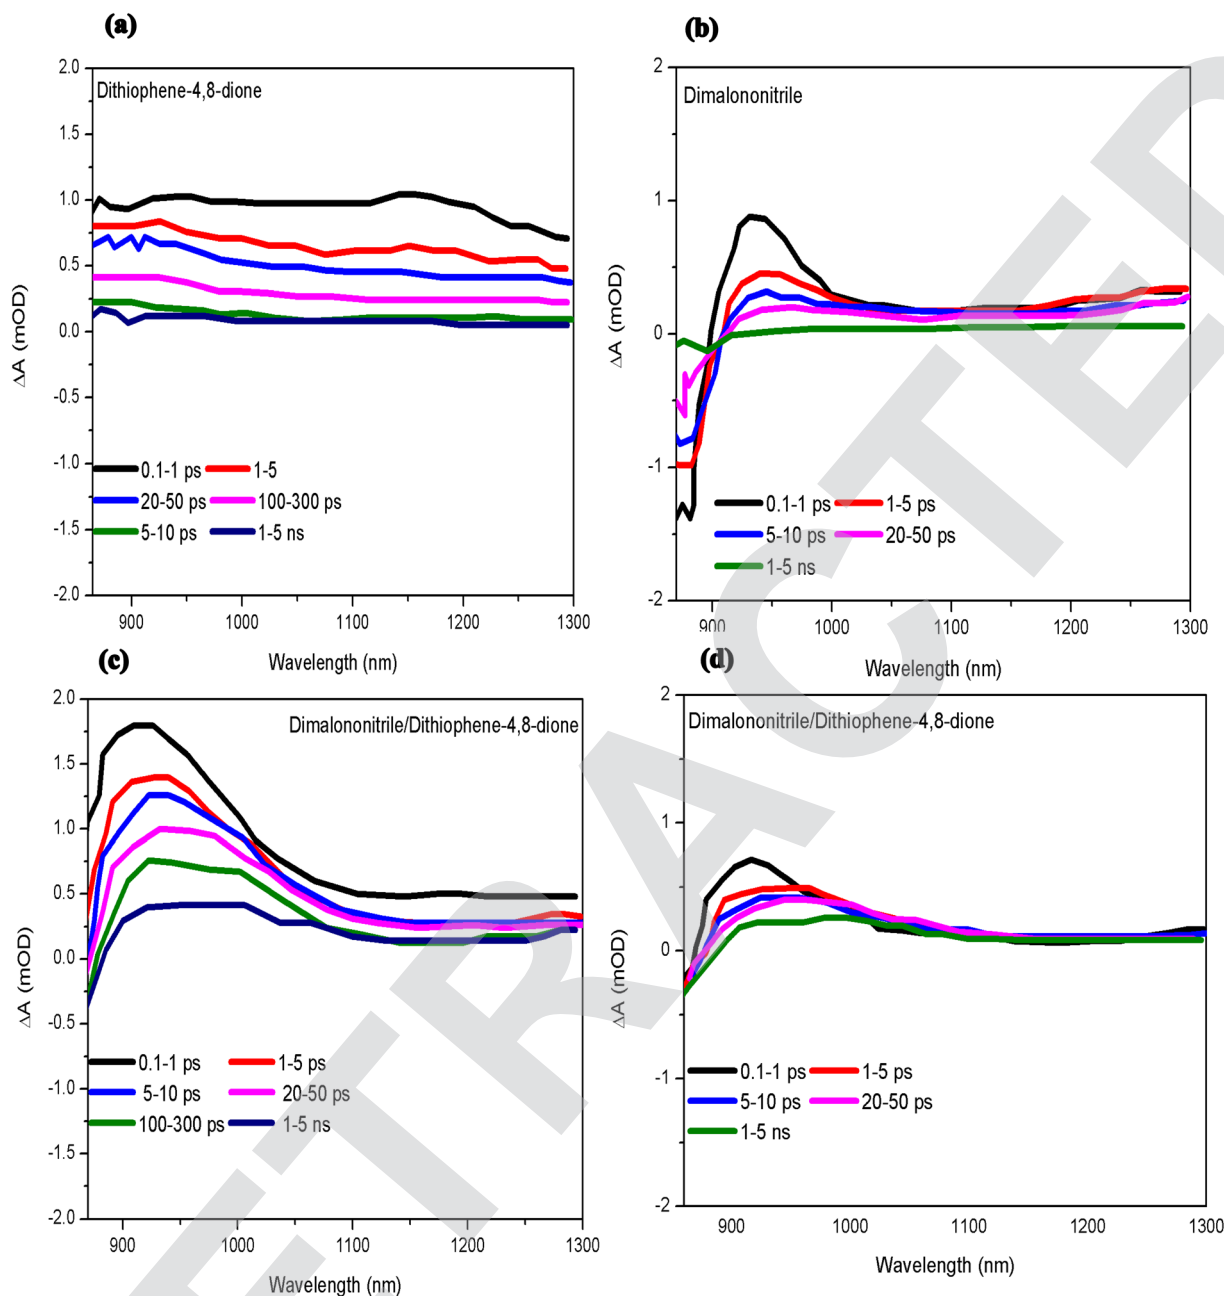 (a)
Dithiophene-4,8-dione
2.0
1.5
1.0
0.5
0.0
-0.5
-1.0
-1.5
-2.0
ΔA (mOD)
0.1-1 ps
1-5
20-50 ps
100-300 ps
5-10 ps
1-5 ns
900
1000
1100
1200
1300
Wavelength (nm)
(b)
Dimalononitrile
2
1
0
-1
-2
ΔA (mOD)
0.1-1 ps
1-5 ps
5-10 ps
20-50 ps
1-5 ns
900
1000
1100
1200
1300
Wavelength (nm)
(c)
Dimalononitrile/Dithiophene-4,8-dione
2.0
1.5
1.0
0.5
0.0
-0.5
-1.0
-1.5
-2.0
ΔA (mOD)
0.1-1 ps
1-5 ps
5-10 ps
20-50 ps
100-300 ps
1-5 ns
900
1000
1100
1200
1300
Wavelength (nm)
(d)
Dimalononitrile/Dithiophene-4,8-dione
2
1
0
-1
-2
ΔA (mOD)
0.1-1 ps
1-5 ps
5-10 ps
20-50 ps
1-5 ns
900
1000
1100
1200
1300
Wavelength (nm)
ETRACTED